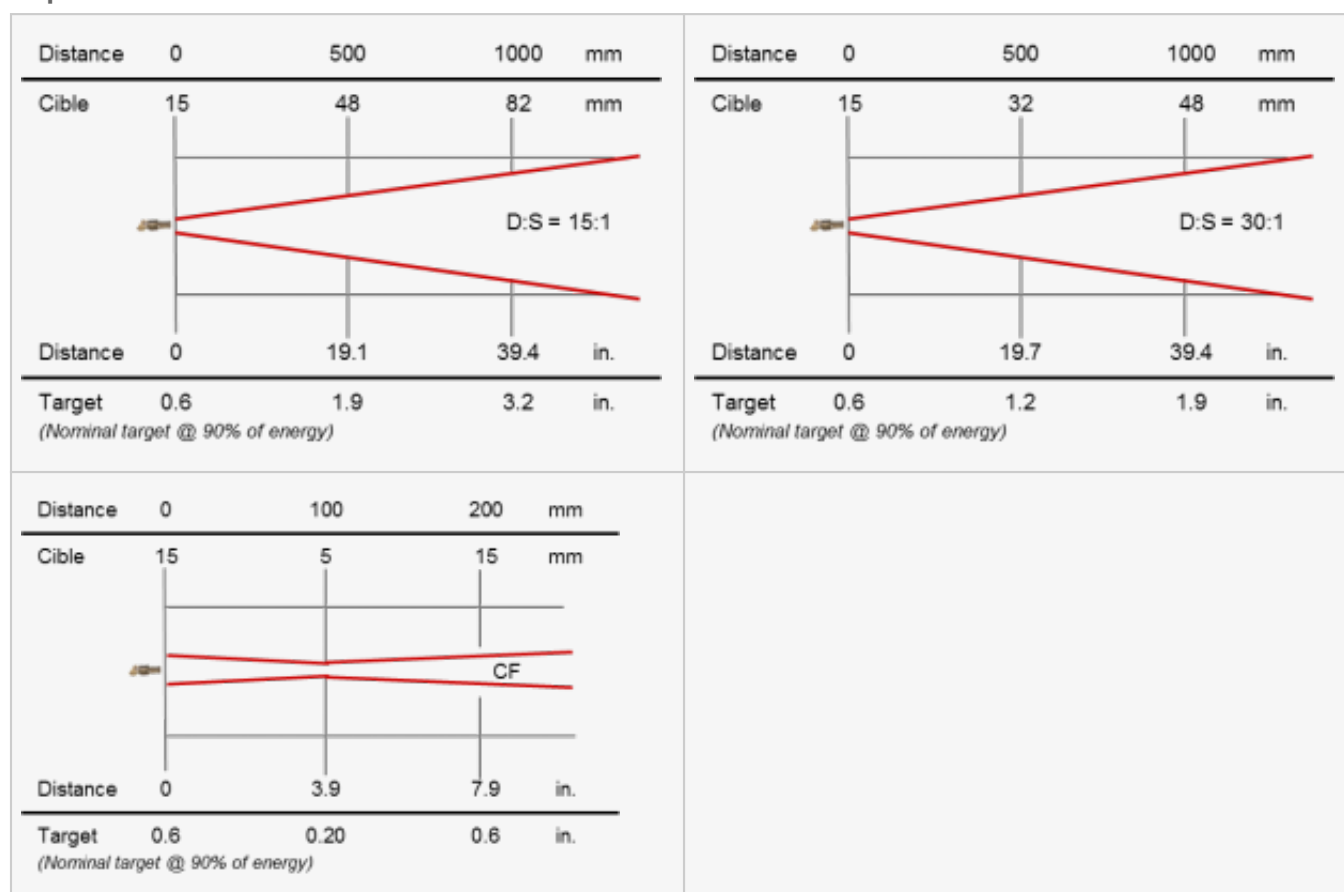 Distance 0 500 1000 mm
Cible 15 48 82 mm
D:S = 15:1
Distance 0 19.1 39.4 in.
Target 0.6 1.9 3.2 in.
(Nominal target @ 90% of energy)
Distance 0 500 1000 mm
Cible 15 32 48 mm
D:S = 30:1
Distance 0 19.7 39.4 in.
Target 0.6 1.2 1.9 in.
(Nominal target @ 90% of energy)
Distance 0 100 200 mm
Cible 15 5 15 mm
CF
Distance 0 3.9 7.9 in.
Target 0.6 0.20 0.6 in.
(Nominal target @ 90% of energy)